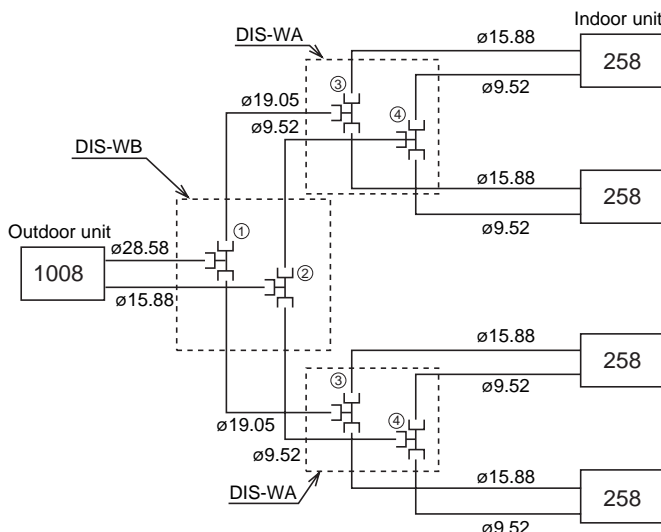 Indoor unit
DIS-WA
ø15.88
258
③
ø19.05
④
ø9.52
ø9.52
DIS-WB
ø15.88
258
ø9.52
Outdoor unit
①
ø28.58
1008
②
ø15.88
ø15.88
258
③
ø9.52
④
ø19.05
ø9.52
ø15.88
258
DIS-WA
ø9.52